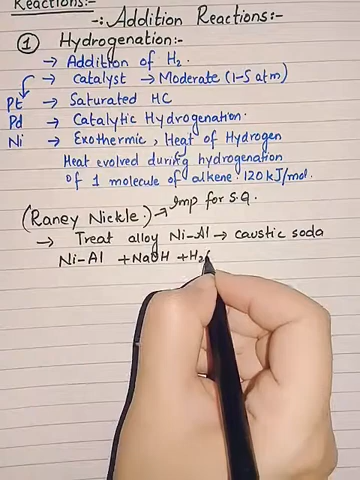 Reactions:-
-: Addition Reactions:-
① Hydrogenation:-
→ Addition of H₂.
→ Catalyst → Moderate (1-5 atm)
Pt → Saturated HC
Pd → Catalytic Hydrogenation.
Ni → Exothermic, Heat of Hydrogen
Heat evolved during hydrogenation
of 1 molecule of alkene 120 kJ/mol.
(Raney Nickle.) → Imp for S.Q.
→ Treat alloy Ni-Al → caustic soda
Ni-Al + NaOH + H₂